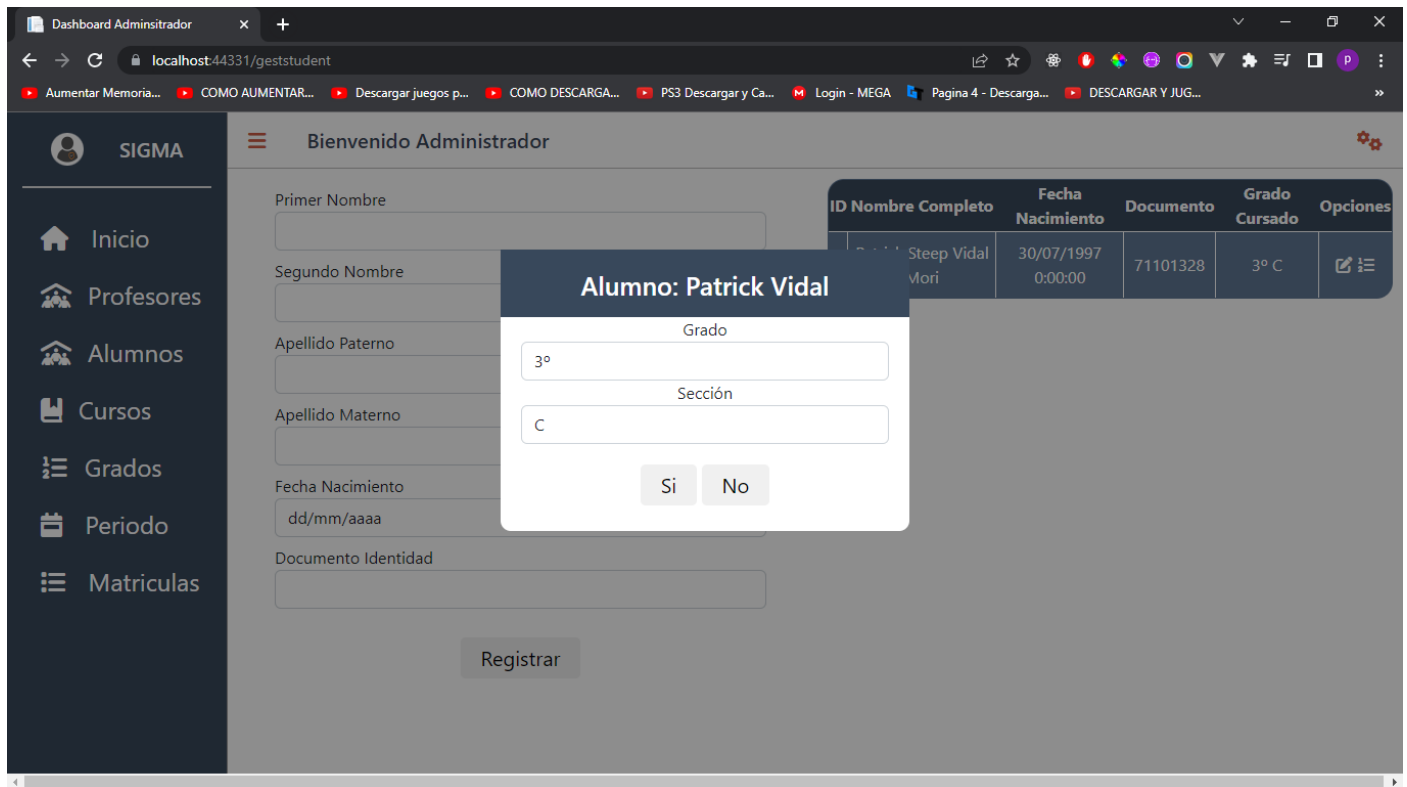 Dashboard Adminsitrador
localhost:44331/geststudent
P
Aumentar Memoria...
COMO AUMENTAR...
Descargar juegos p...
COMO DESCARGA...
PS3 Descargar y Ca...
M
Login - MEGA
Pagina 4 - Descarga...
DESCARGAR Y JUG...
»
SIGMA
Bienvenido Administrador
Inicio
Profesores
Alumnos
Cursos
Grados
Periodo
Matriculas
Primer Nombre
Segundo Nombre
Apellido Paterno
Apellido Materno
Fecha Nacimiento
dd/mm/aaaa
Documento Identidad
Registrar
ID Nombre Completo
Fecha
Nacimiento
Documento
Grado
Cursado
Opciones
Steep Vidal
Mori
30/07/1997
0:00:00
71101328
3º C
Alumno: Patrick Vidal
Grado
3º
Sección
C
Si
No